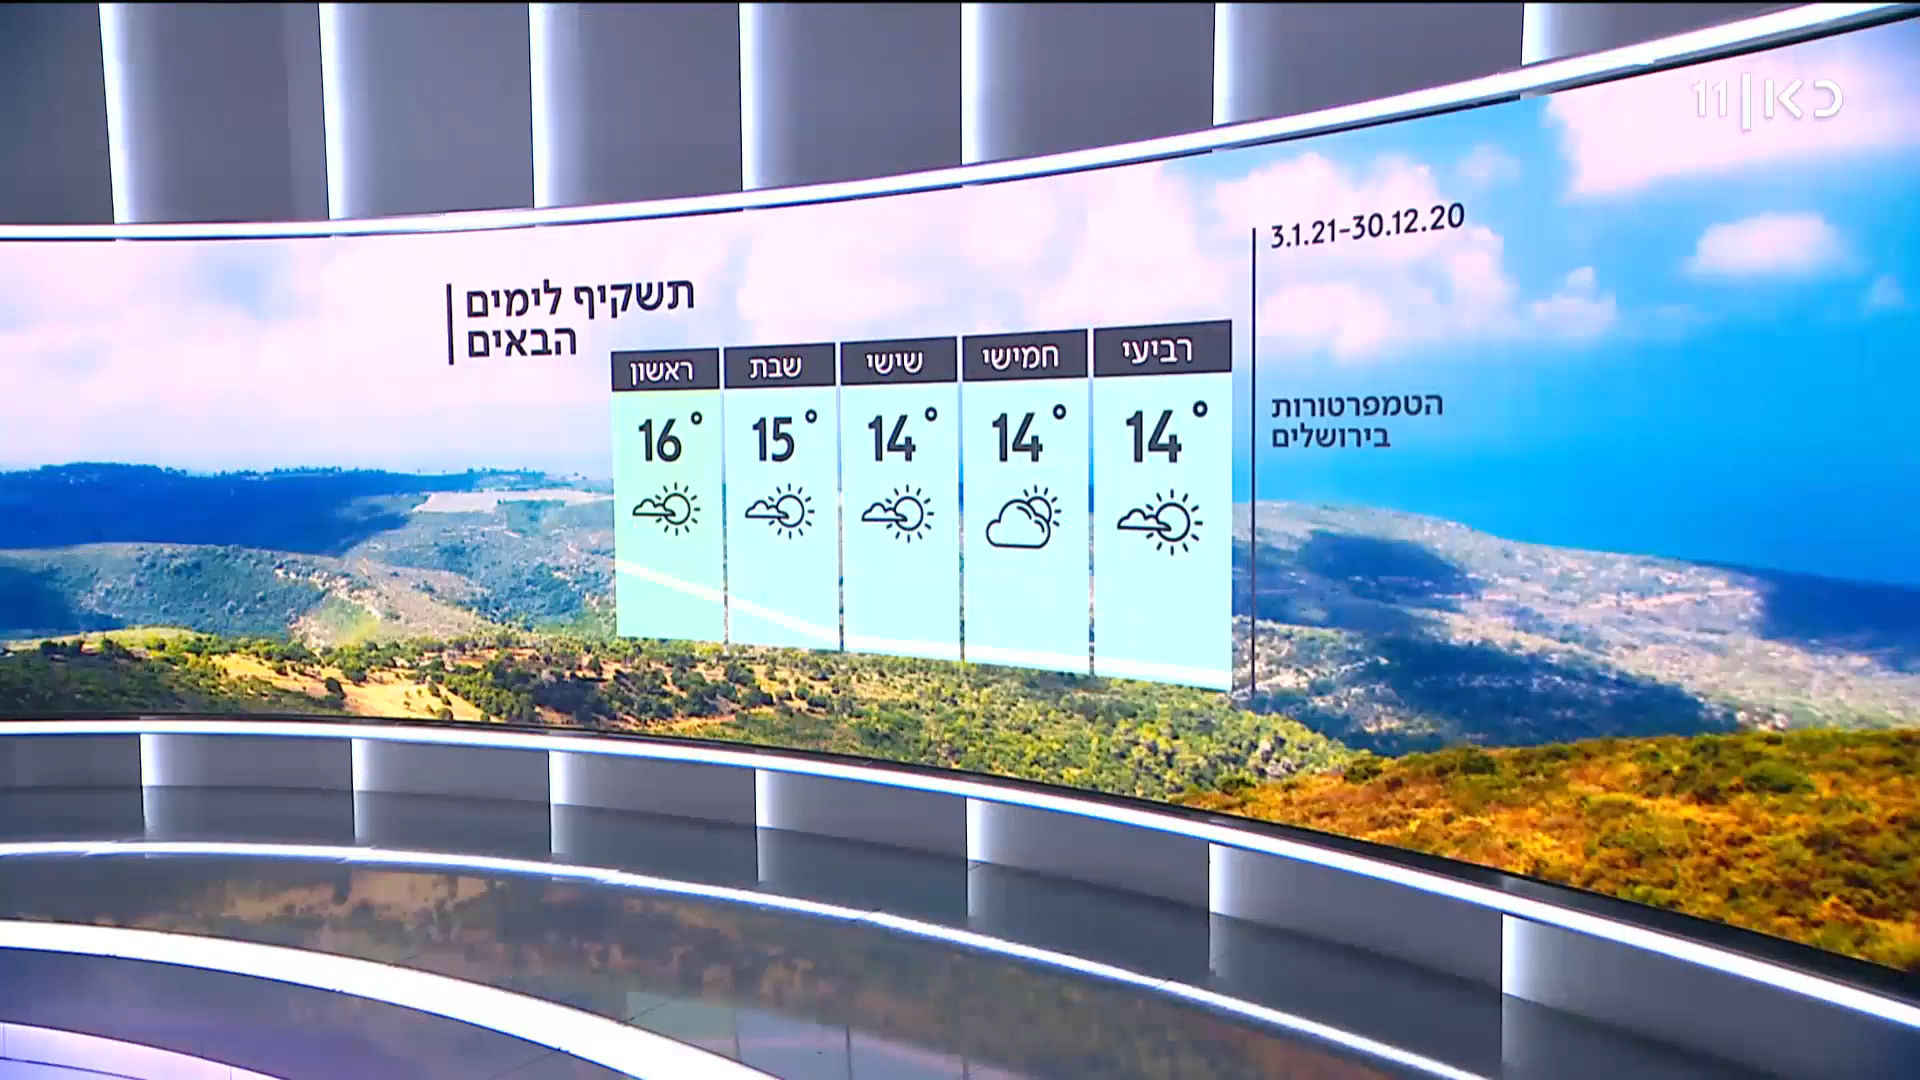 כאן 11
30.12.20-3.1.21
תשקיף לימים
הבאים
רביעי
חמישי
שישי
שבת
ראשון
14°
14°
14°
15°
16°
הטמפרטורות
בירושלים